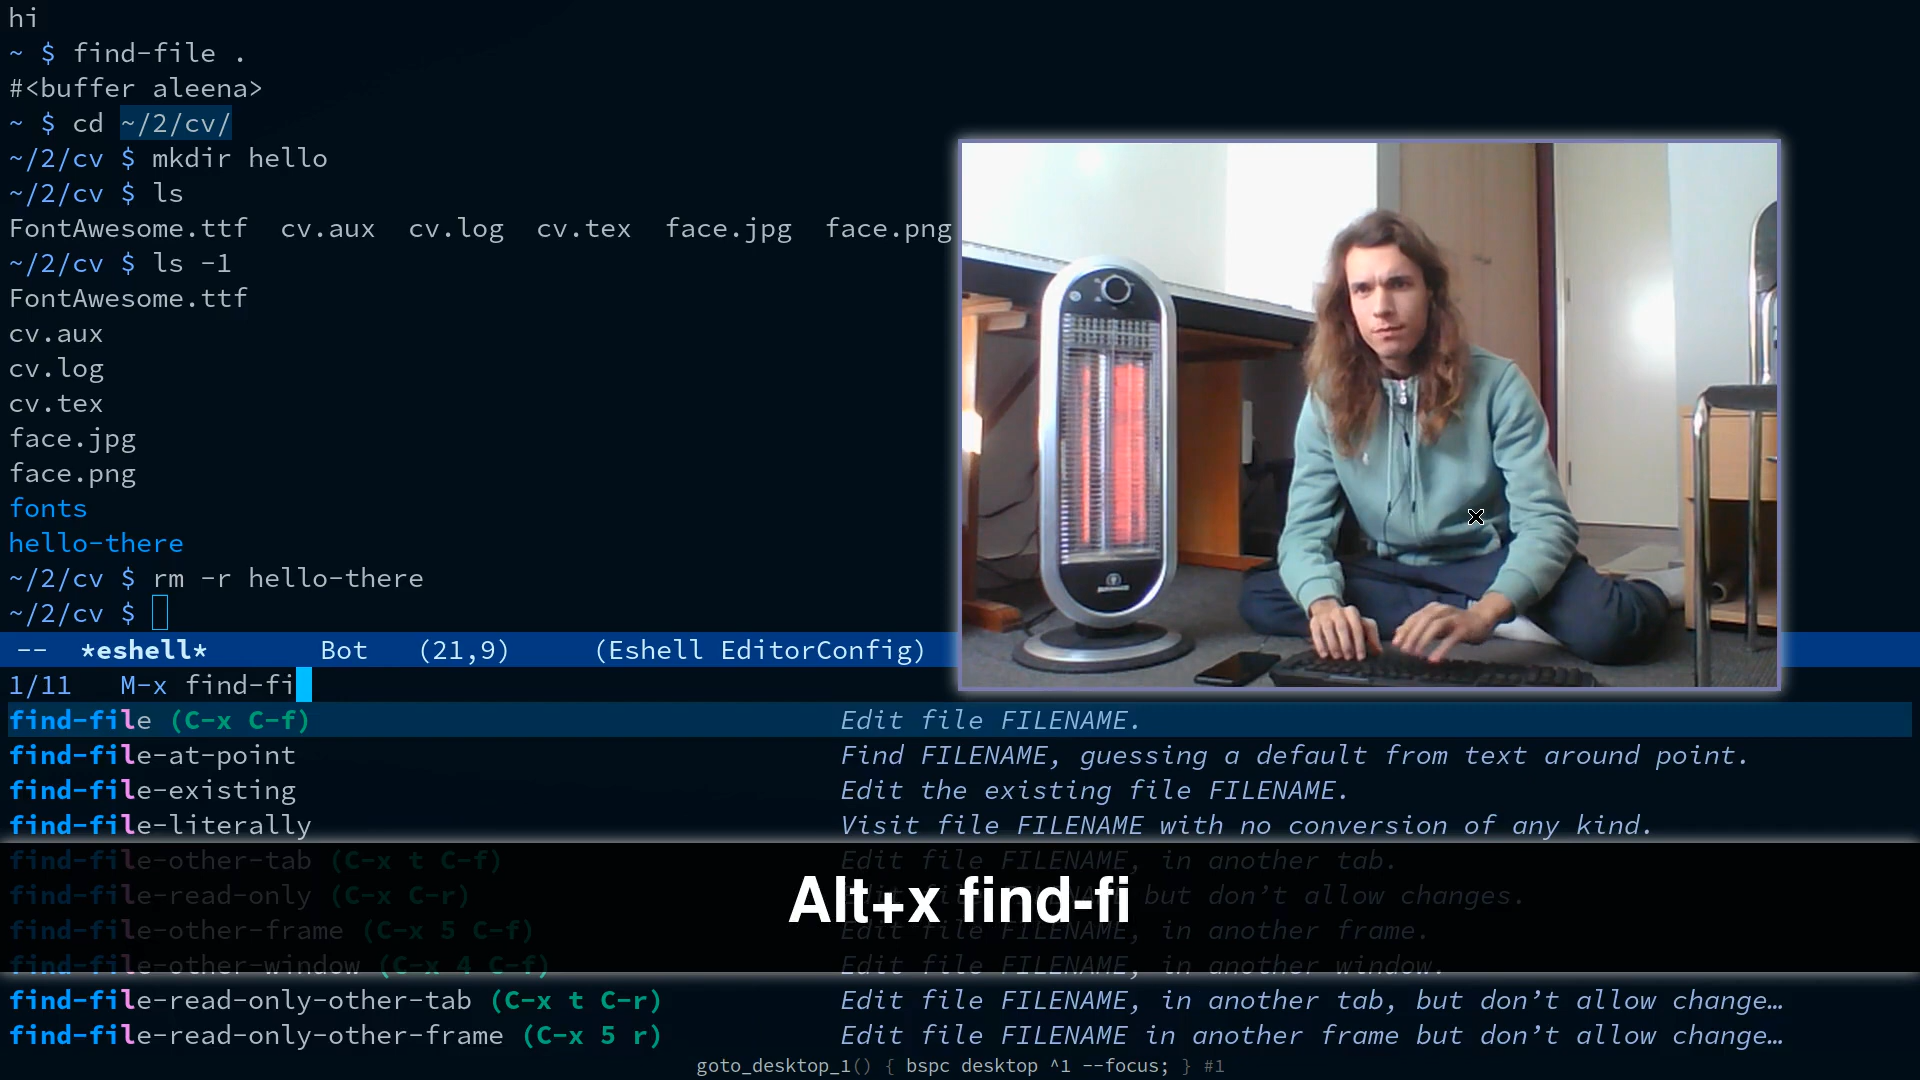 hi
~ $ find-file .
#<buffer aleena>
~ $ cd ~/2/cv/
~/2/cv $ mkdir hello
~/2/cv $ ls
FontAwesome.ttf  cv.aux  cv.log  cv.tex  face.jpg  face.png
~/2/cv $ ls -1
FontAwesome.ttf
cv.aux
cv.log
cv.tex
face.jpg
face.png
fonts
hello-there
~/2/cv $ rm -r hello-there
~/2/cv $
--  *eshell*       Bot   (21,9)     (Eshell EditorConfig)
1/11   M-x find-fi
find-file (C-x C-f)   Edit file FILENAME.
find-file-at-point   Find FILENAME, guessing a default from text around point.
find-file-existing   Edit the existing file FILENAME.
find-file-literally   Visit file FILENAME with no conversion of any kind.
find-file-other-tab (C-x t C-f)   Edit file FILENAME, in another tab.
find-file-read-only (C-x C-r)   Edit file FILENAME but don’t allow changes.
Alt+x find-fi
find-file-other-frame (C-x 5 C-f)   Edit file FILENAME, in another frame.
find-file-other-window (C-x 4 C-f)   Edit file FILENAME, in another window.
find-file-read-only-other-tab (C-x t C-r)   Edit file FILENAME, in another tab, but don’t allow change…
find-file-read-only-other-frame (C-x 5 r)   Edit file FILENAME in another frame but don’t allow change…
goto_desktop_1() { bspc desktop ^1 --focus; } #1